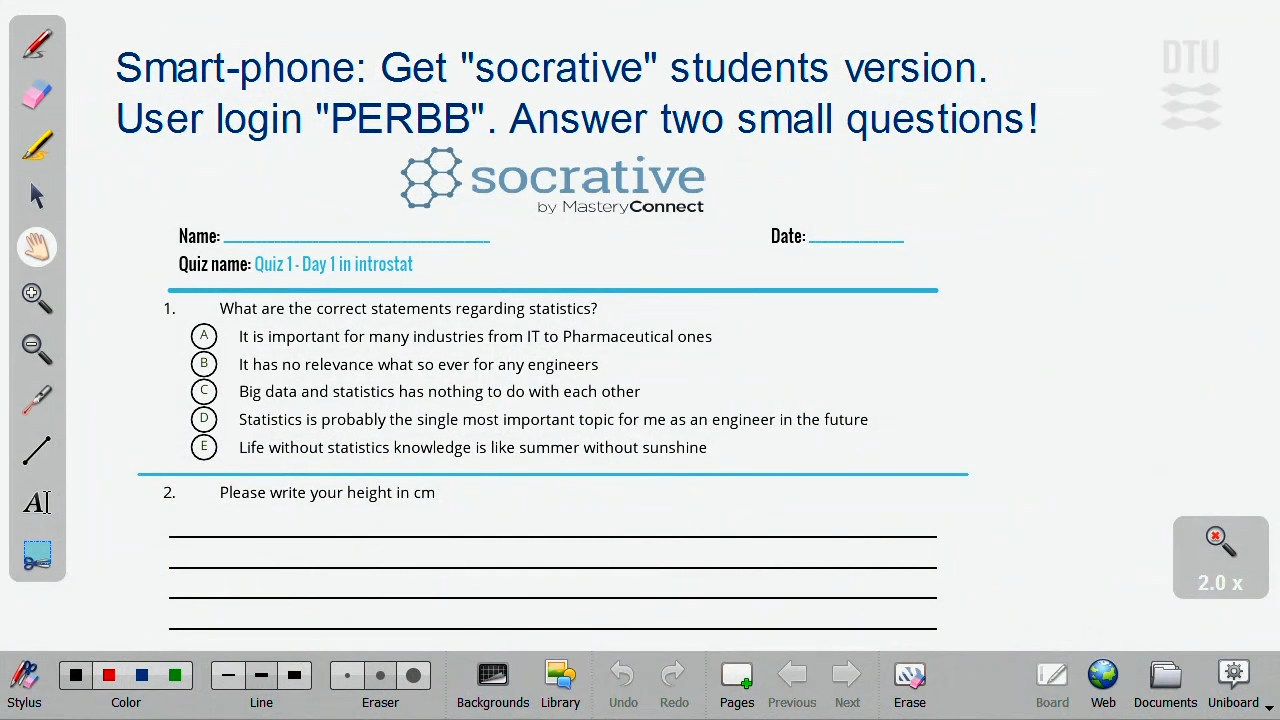 Smart-phone: Get "socrative" students version.
User login "PERBB". Answer two small questions!
DTU
socrative
by MasteryConnect
Name: Date:
Quiz name: Quiz 1 - Day 1 in introstat
1. What are the correct statements regarding statistics?
A It is important for many industries from IT to Pharmaceutical ones
B It has no relevance what so ever for any engineers
C Big data and statistics has nothing to do with each other
D Statistics is probably the single most important topic for me as an engineer in the future
E Life without statistics knowledge is like summer without sunshine
2. Please write your height in cm
2.0 x
Stylus Color Line Eraser Backgrounds Library Undo Redo Pages Previous Next Erase Board Web Documents Uniboard